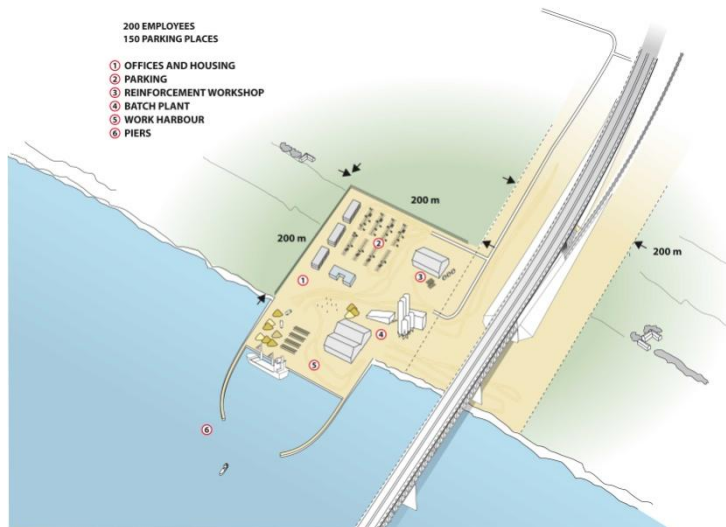 200 EMPLOYEES
150 PARKING PLACES
1 OFFICES AND HOUSING
2 PARKING
3 REINFORCEMENT WORKSHOP
4 BATCH PLANT
5 WORK HARBOUR
6 PIERS
200 m
200 m
200 m
2
3
1
4
5
6